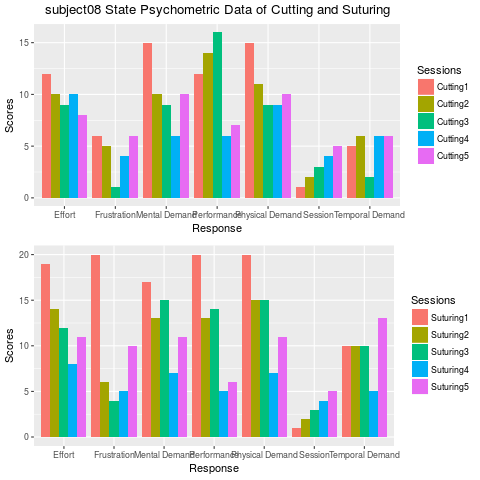 subject08 State Psychometric Data of Cutting and Suturing
Scores
15
10
5
0
Effort Frustration Mental Demand Performance Physical Demand Session Temporal Demand
Response
Sessions
Cutting1
Cutting2
Cutting3
Cutting4
Cutting5
Scores
20
15
10
5
0
Effort Frustration Mental Demand Performance Physical Demand Session Temporal Demand
Response
Sessions
Suturing1
Suturing2
Suturing3
Suturing4
Suturing5